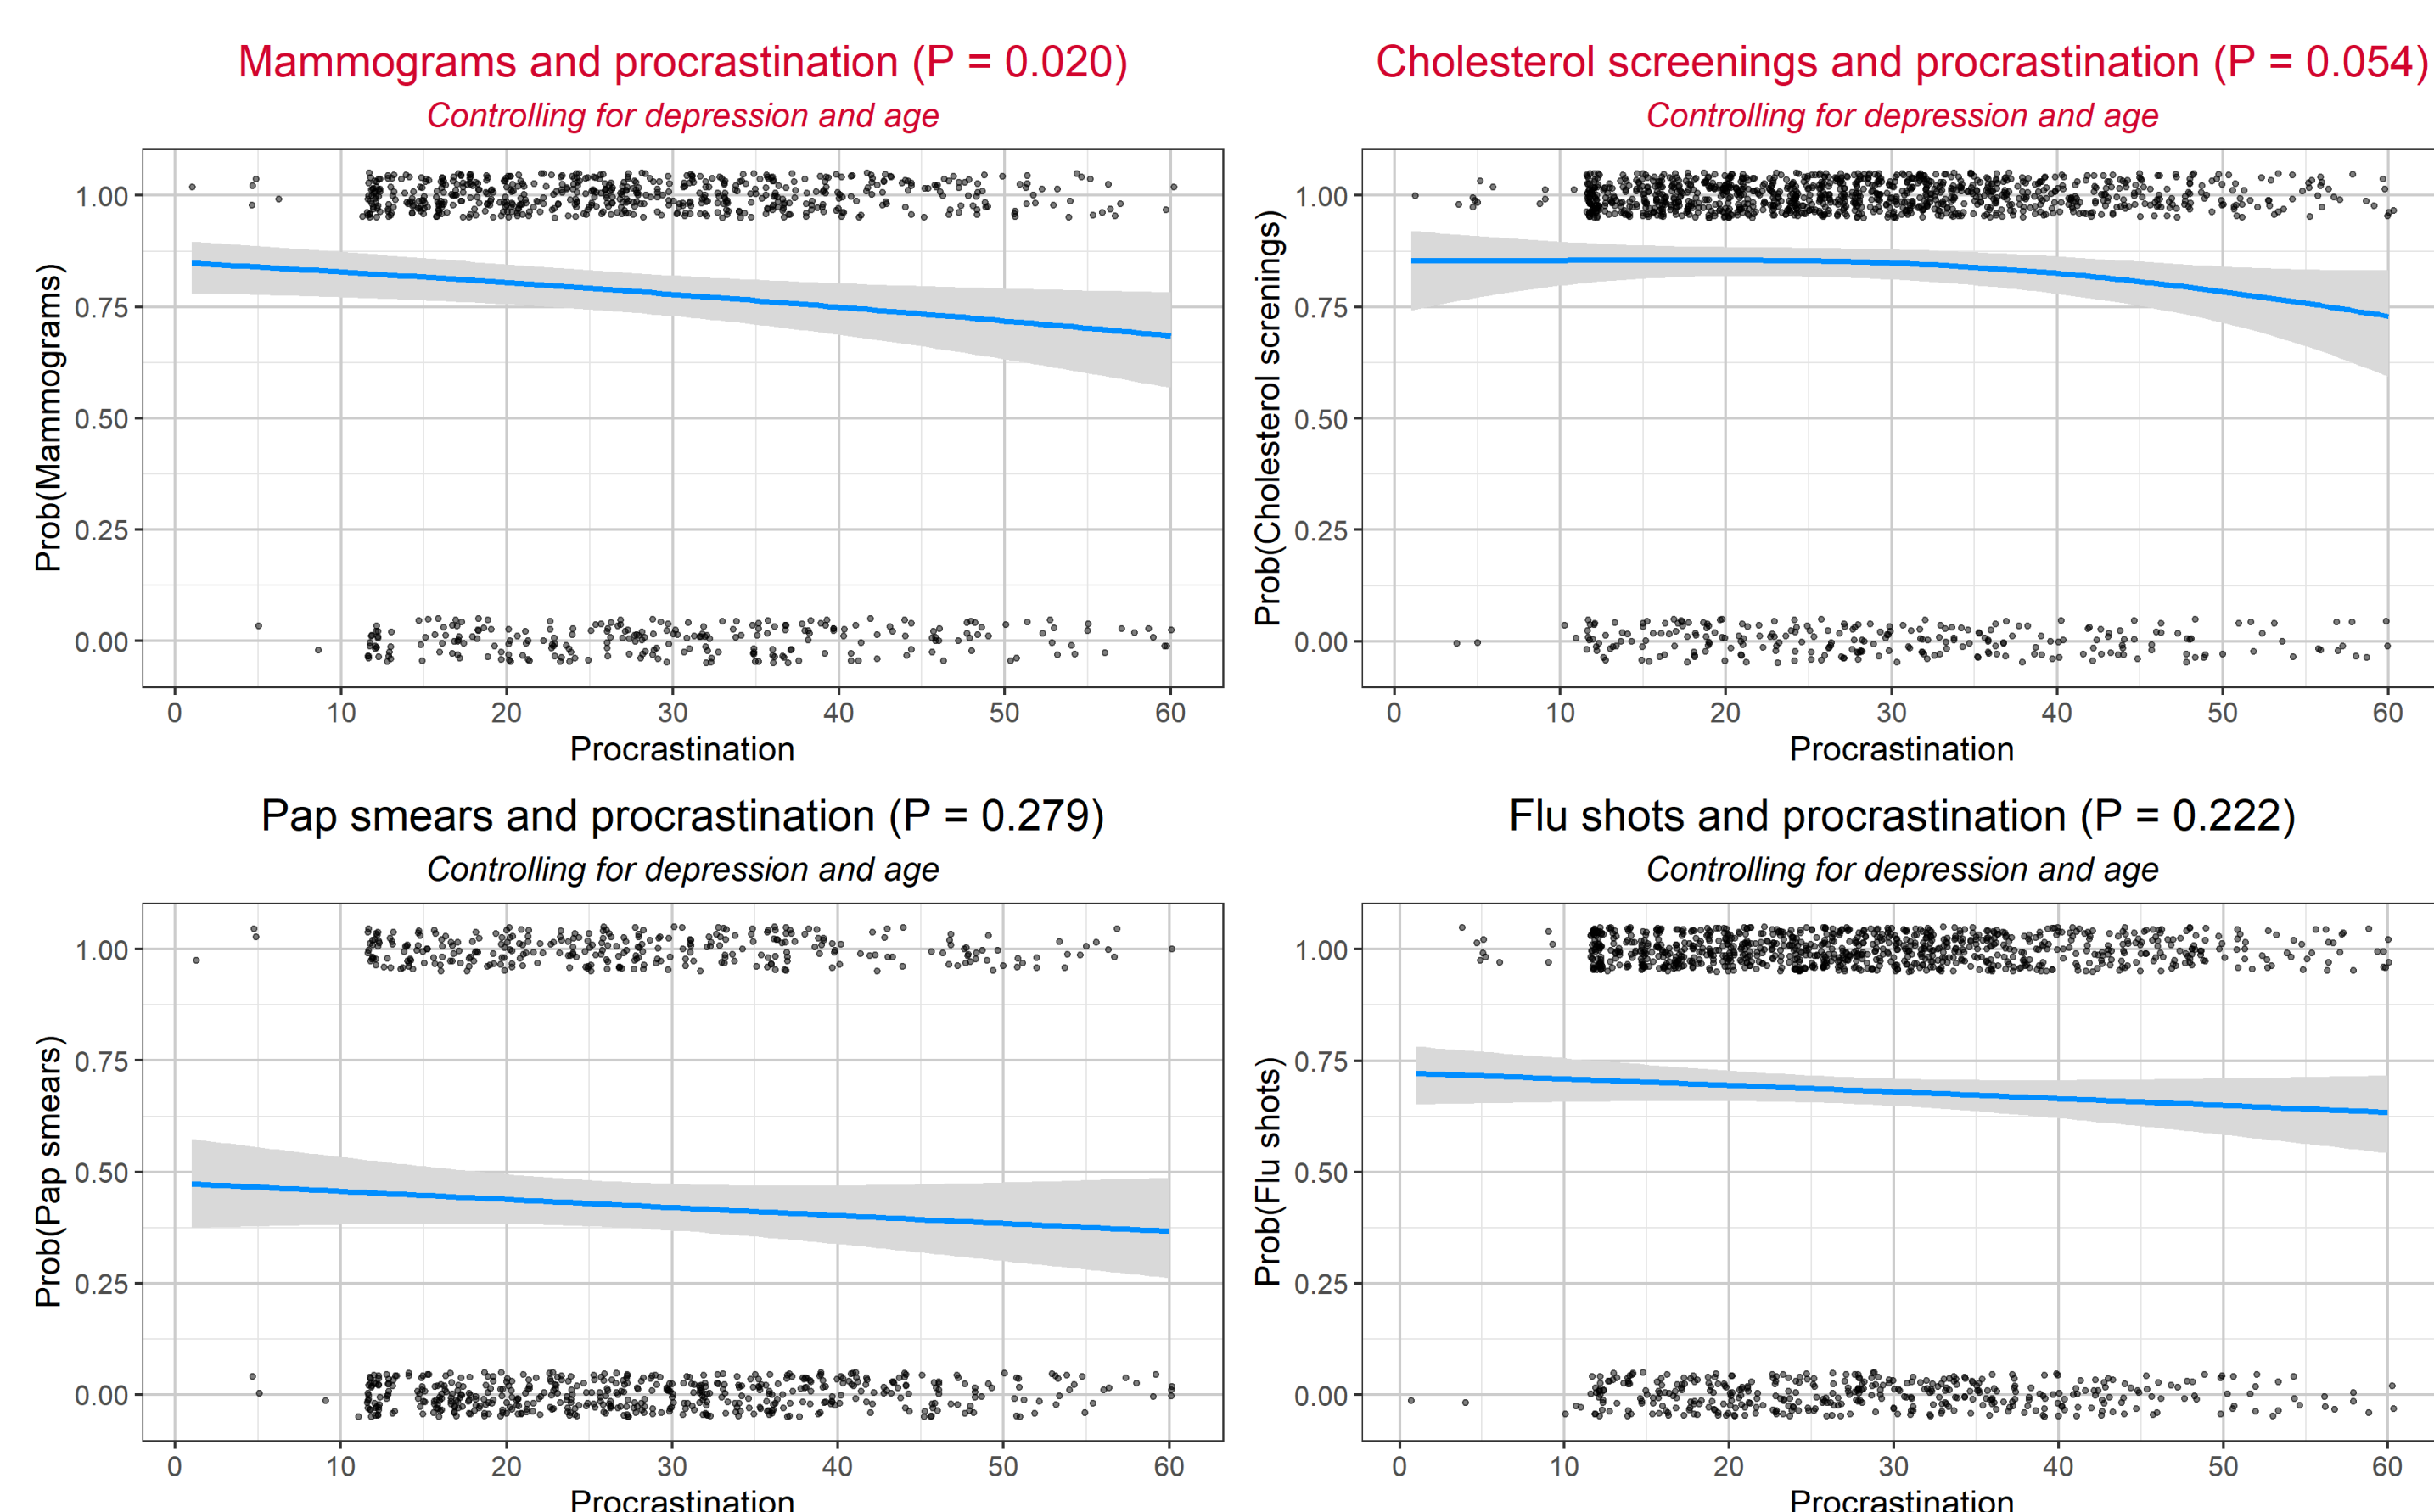 Mammograms and procrastination (P = 0.020)
Controlling for depression and age
Prob(Mammograms)
1.00
0.75
0.50
0.25
0.00
0 10 20 30 40 50 60
Procrastination
Cholesterol screenings and procrastination (P = 0.054)
Controlling for depression and age
Prob(Cholesterol screnings)
1.00
0.75
0.50
0.25
0.00
0 10 20 30 40 50 60
Procrastination
Pap smears and procrastination (P = 0.279)
Controlling for depression and age
Prob(Pap smears)
1.00
0.75
0.50
0.25
0.00
0 10 20 30 40 50 60
Procrastination
Flu shots and procrastination (P = 0.222)
Controlling for depression and age
Prob(Flu shots)
1.00
0.75
0.50
0.25
0.00
0 10 20 30 40 50 60
Procrastination